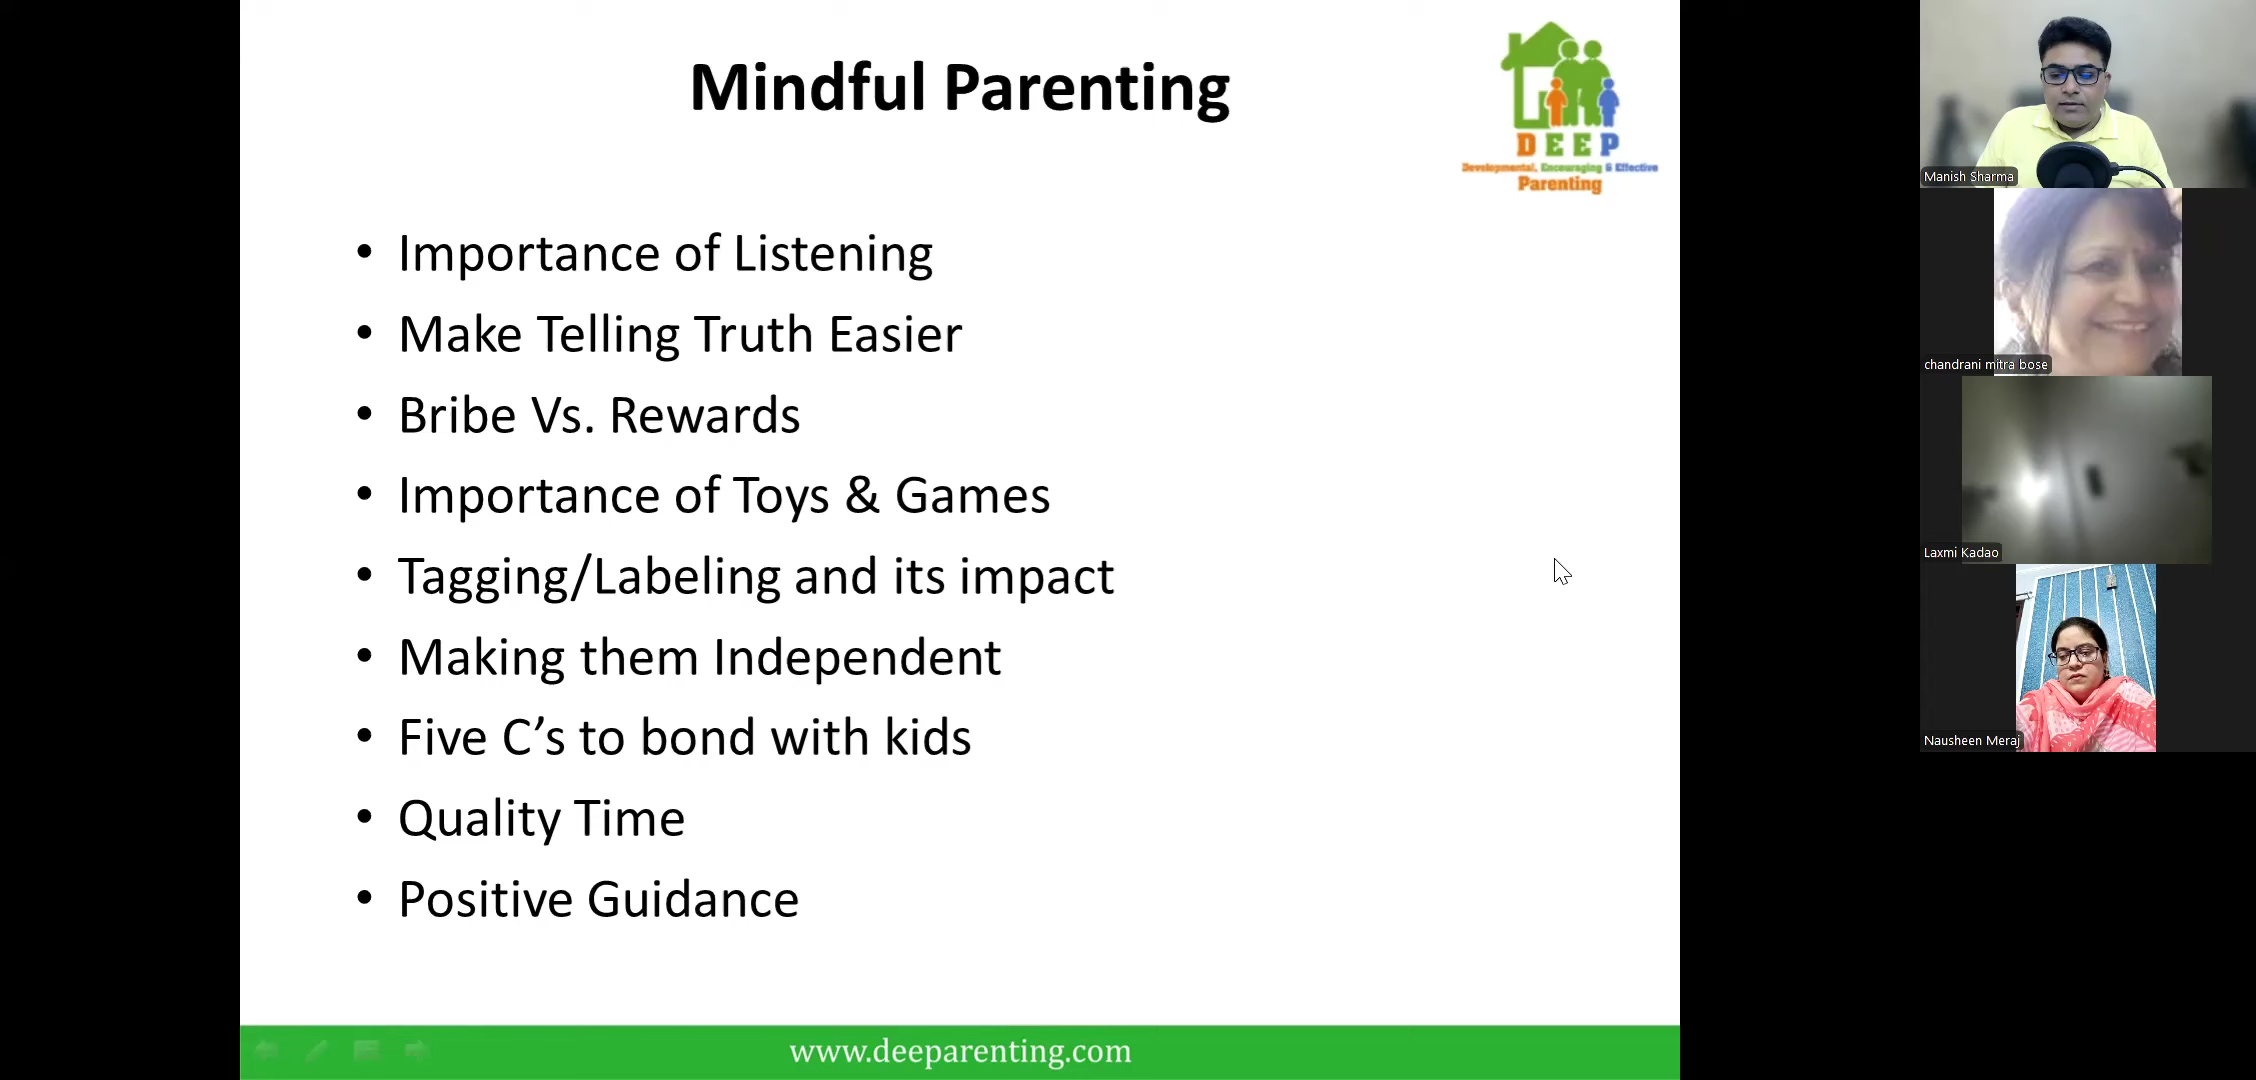 Mindful Parenting
DEEP
Developmental, Encouraging & Effective
Parenting
• Importance of Listening
• Make Telling Truth Easier
• Bribe Vs. Rewards
• Importance of Toys & Games
• Tagging/Labeling and its impact
• Making them Independent
• Five C’s to bond with kids
• Quality Time
• Positive Guidance
www.deeparenting.com
Manish Sharma
chandrani mitra bose
Laxmi Kadao
Nausheen Meraj